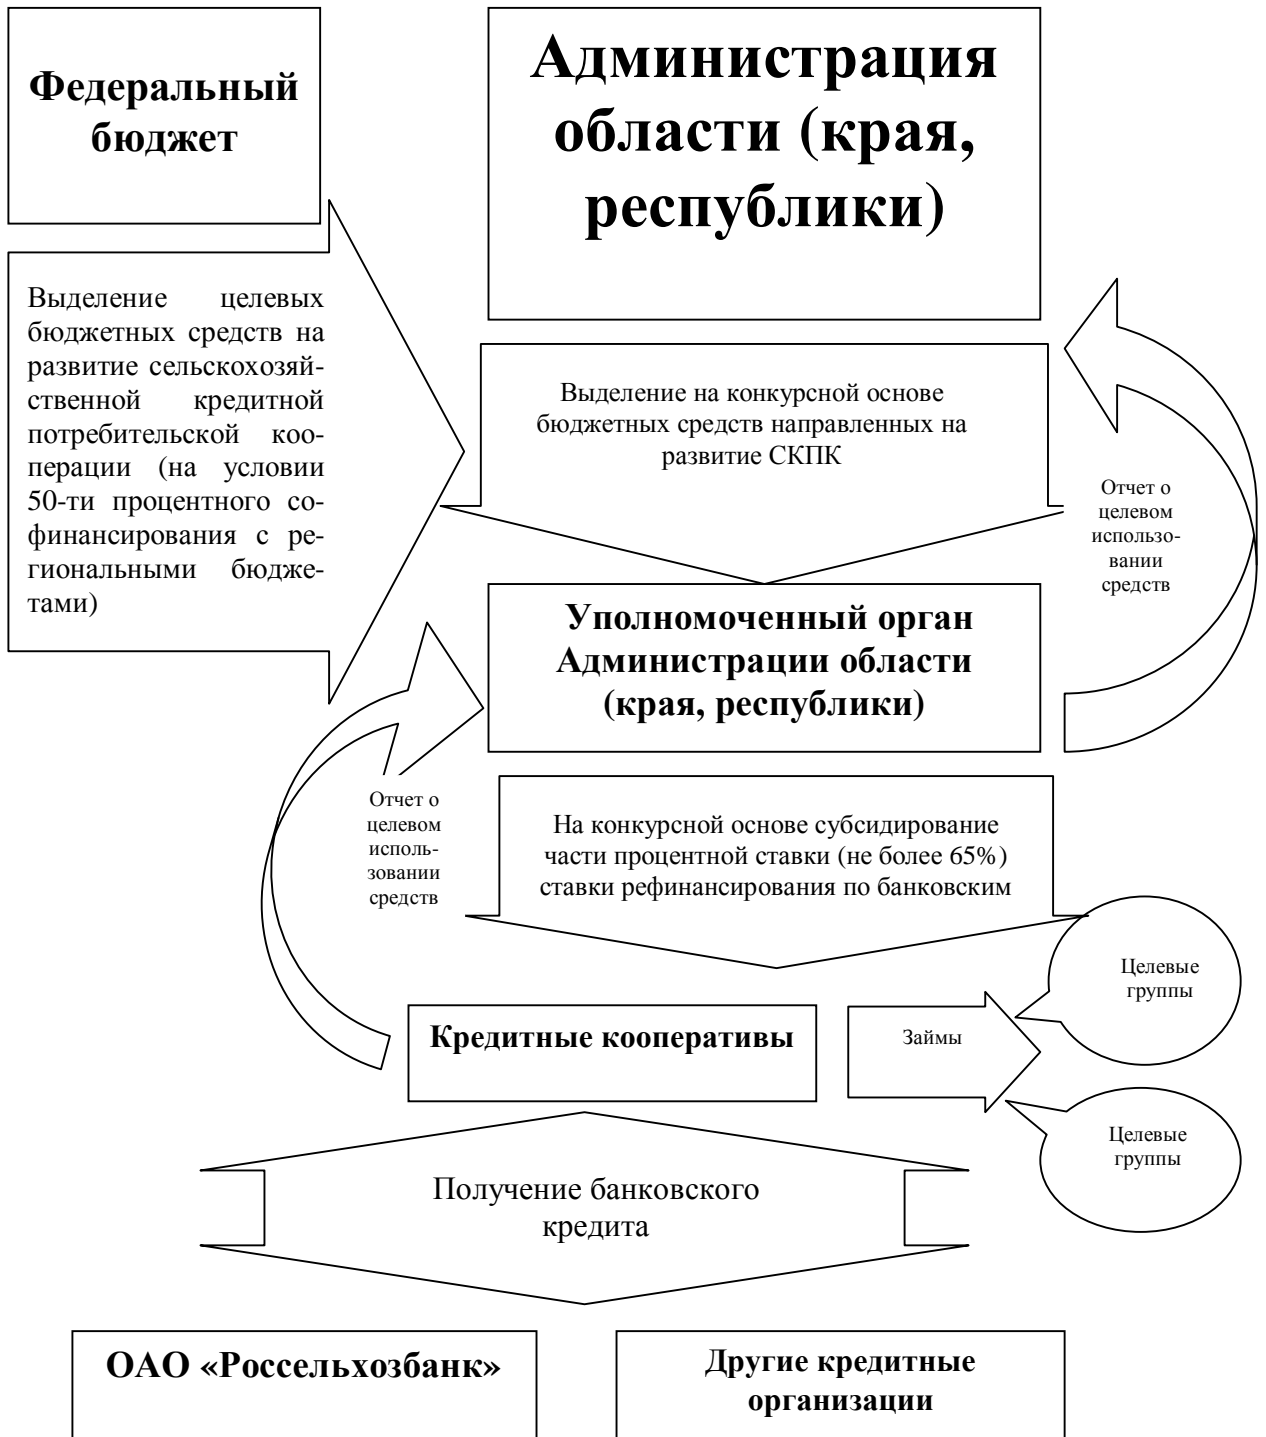 Федеральный
бюджет
Администрация
области (края,
республики)
Выделение целевых
бюджетных средств на
развитие сельскохозяй-
ственной кредитной
потребительской коо-
перации (на условии
50-ти процентного со-
финансирования с ре-
гиональными бюдже-
тами)
Выделение на конкурсной основе
бюджетных средств направленных на
развитие СКПК
Отчет о
целевом
использо-
вании
средств
Уполномоченный орган
Администрации области
(края, республики)
Отчет о
целевом
исполь-
зовании
средств
На конкурсной основе субсидирование
части процентной ставки (не более 65%)
ставки рефинансирования по банковским
Целевые
группы
Кредитные кооперативы
Займы
Целевые
группы
Получение банковского
кредита
ОАО «Россельхозбанк»
Другие кредитные
организации